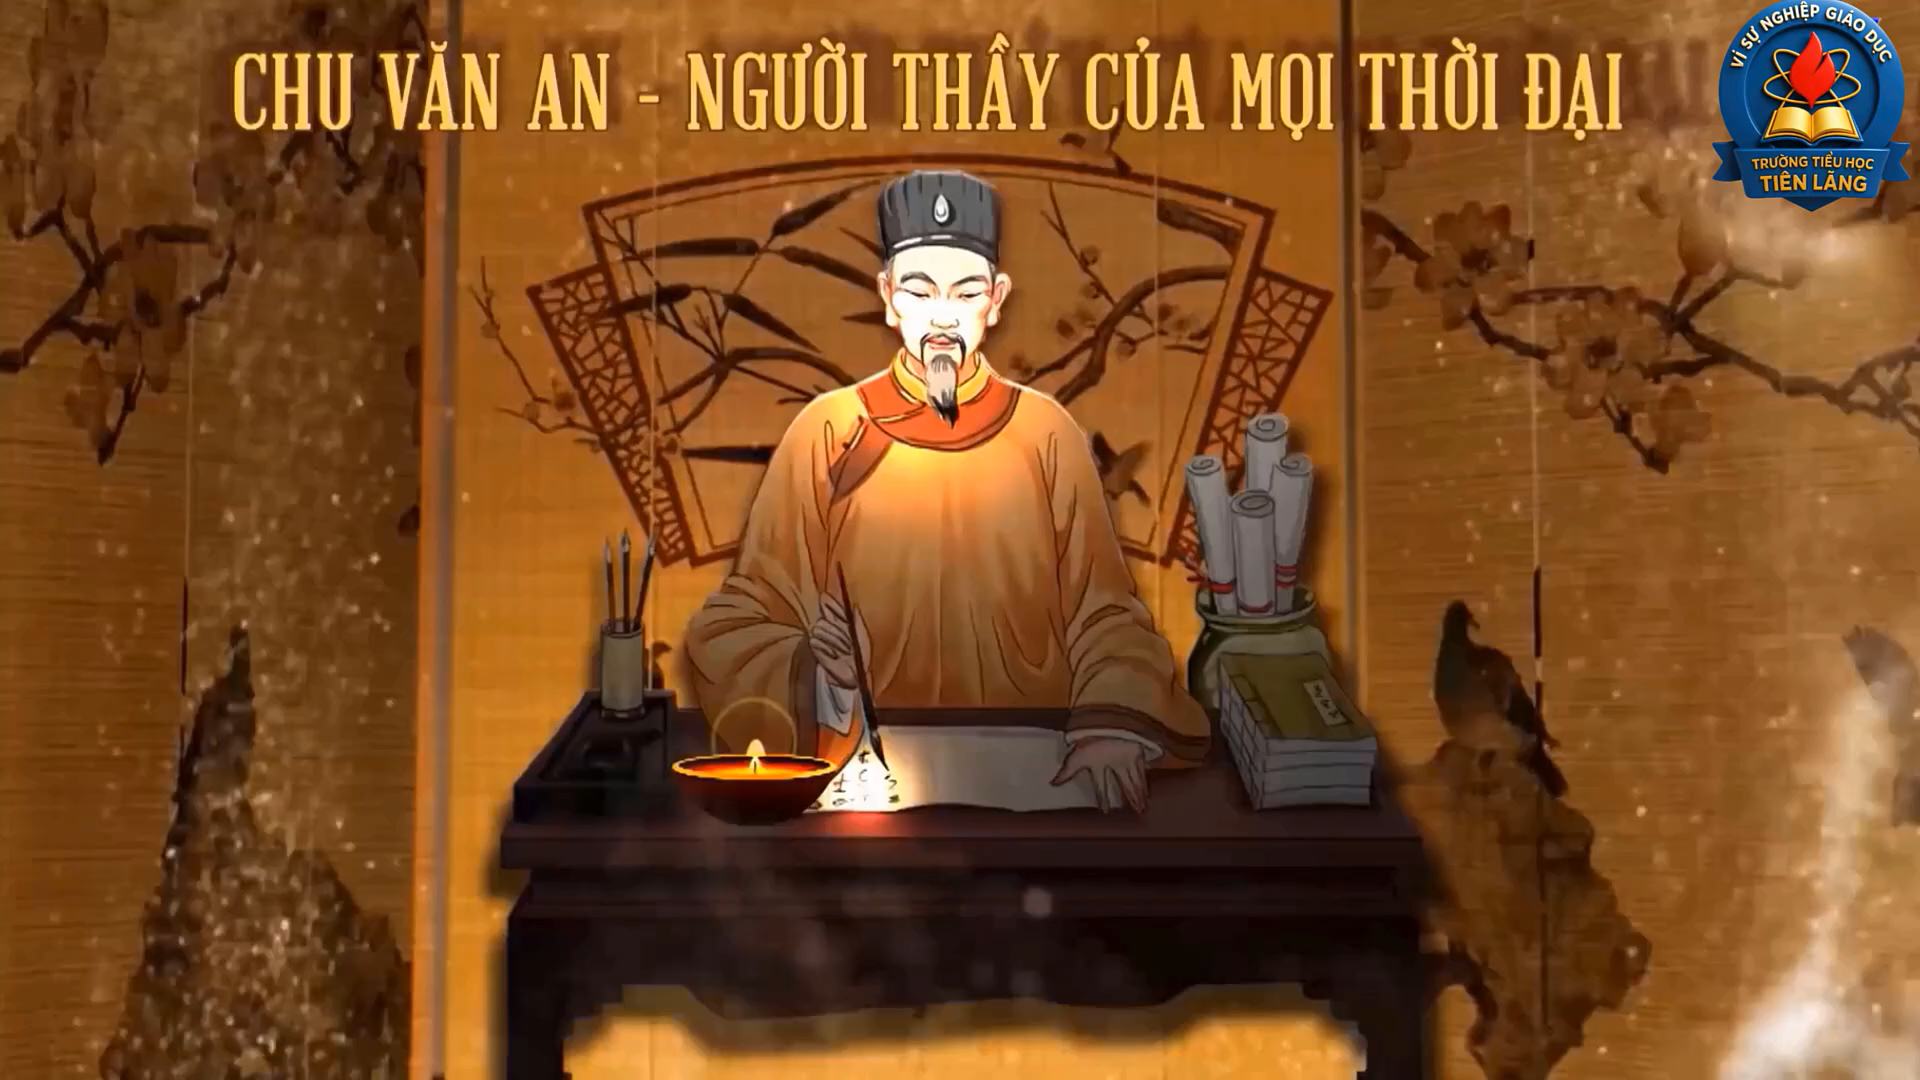 CHU VĂN AN - NGƯỜI THẦY CỦA MỌI THỜI ĐẠI
VÌ SỰ NGHIỆP GIÁO DỤC
TRƯỜNG TIỂU HỌC
TIÊN LÃNG